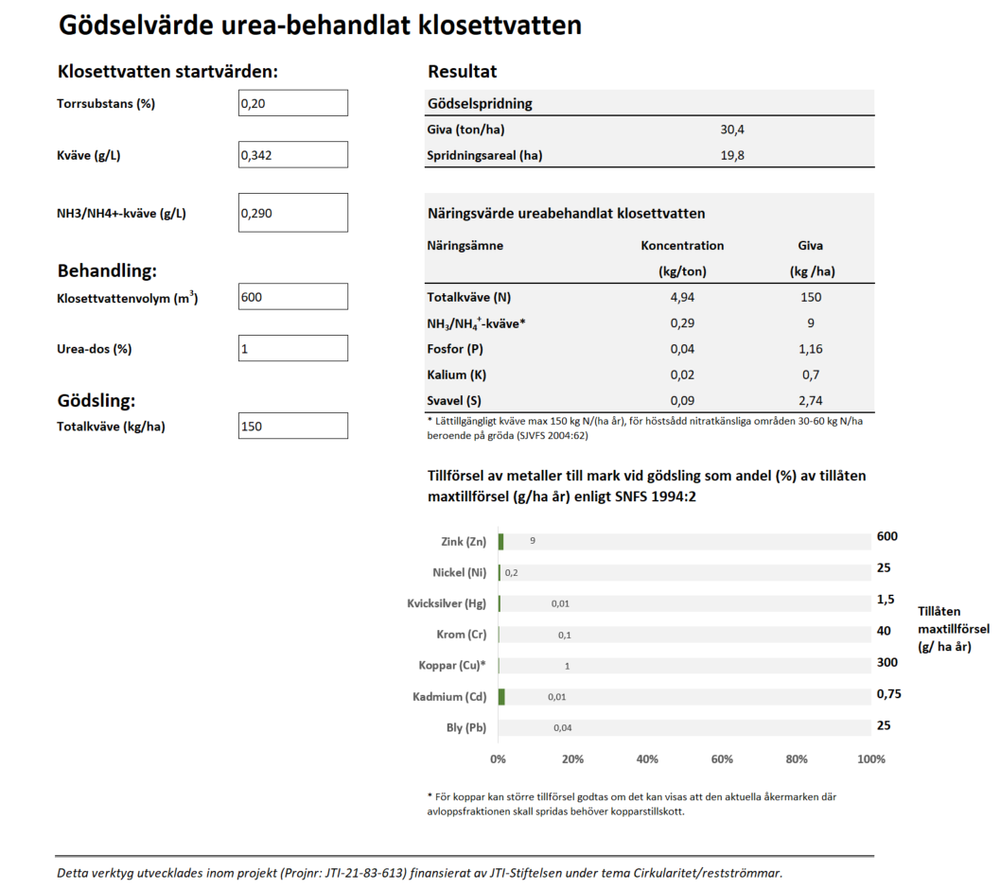 Gödselvärde urea-behandlat klosettvatten
Klosettvatten startvärden:
Torrsubstans (%) 0,20
Kväve (g/L) 0,342
NH3/NH4+-kväve (g/L) 0,290
Behandling:
Klosettvattenvolym (m³) 600
Urea-dos (%) 1
Gödsling:
Totalkväve (kg/ha) 150
Resultat
Gödselspridning
Giva (ton/ha) 30,4
Spridningsareal (ha) 19,8
Näringsvärde ureabehandlat klosettvatten
Näringsämne Koncentration Giva
(kg/ton) (kg /ha)
Totalkväve (N) 4,94 150
NH₃/NH₄⁺-kväve* 0,29 9
Fosfor (P) 0,04 1,16
Kalium (K) 0,02 0,7
Svavel (S) 0,09 2,74
* Lättillgängligt kväve max 150 kg N/(ha år), för höstsådd nitratkänsliga områden 30-60 kg N/ha
beroende på gröda (SJVFS 2004:62)
Tillförsel av metaller till mark vid gödsling som andel (%) av tillåten
maxtillförsel (g/ha år) enligt SNFS 1994:2
Zink (Zn) 9 600
Nickel (Ni) 0,2 25
Kvicksilver (Hg) 0,01 1,5
Krom (Cr) 0,1 40
Koppar (Cu)* 1 300
Kadmium (Cd) 0,01 0,75
Bly (Pb) 0,04 25
0% 20% 40% 60% 80% 100%
Tillåten
maxtillförsel
(g/ ha år)
* För koppar kan större tillförsel godtas om det kan visas att den aktuella åkermarken där
avloppsfraktionen skall spridas behöver kopparstillskott.
Detta verktyg utvecklades inom projekt (Projnr: JTI-21-83-613) finansierat av JTI-Stiftelsen under tema Cirkularitet/restströmmar.